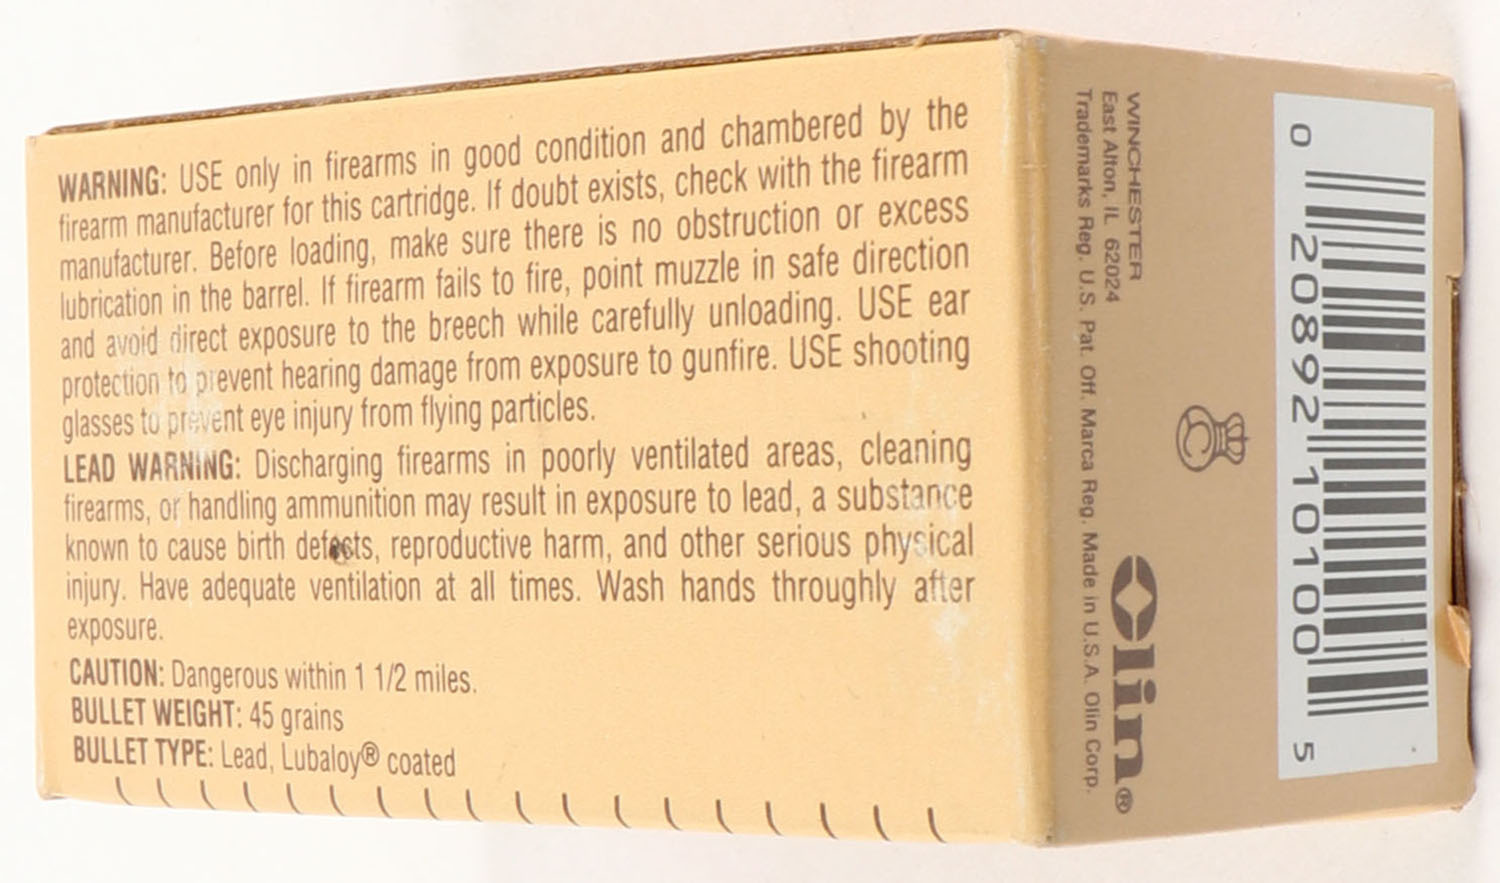 WARNING: USE only in firearms in good condition and chambered by the
firearm manufacturer for this cartridge. If doubt exists, check with the firearm
manufacturer. Before loading, make sure there is no obstruction or excess
lubrication in the barrel. If firearm fails to fire, point muzzle in safe direction
and avoid direct exposure to the breech while carefully unloading. USE ear
protection to prevent hearing damage from exposure to gunfire. USE shooting
glasses to prevent eye injury from flying particles.
LEAD WARNING: Discharging firearms in poorly ventilated areas, cleaning
firearms, or handling ammunition may result in exposure to lead, a substance
known to cause birth defects, reproductive harm, and other serious physical
injury. Have adequate ventilation at all times. Wash hands throughly after
exposure.
CAUTION: Dangerous within 1 1/2 miles.
BULLET WEIGHT: 45 grains
BULLET TYPE: Lead, Lubaloy® coated
WINCHESTER
East Alton, IL 62024
Trademarks Reg. U.S. Pat. Off. Marca Reg. Made in U.S.A. Olin Corp.
Olin®
0 20892 10100 5